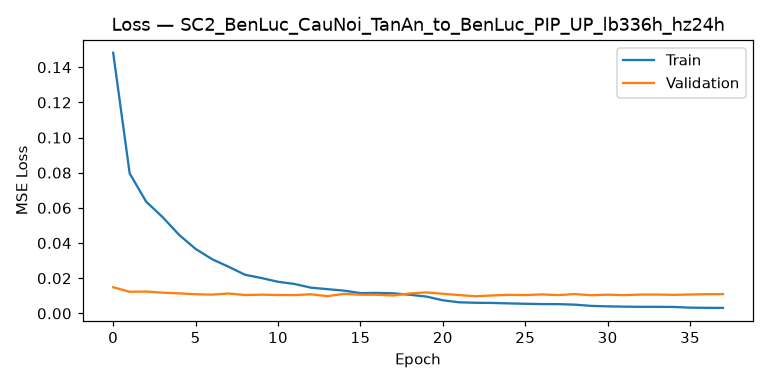 Loss — SC2_BenLuc_CauNoi_TanAn_to_BenLuc_PIP_UP_lb336h_hz24h
Train
Validation
MSE Loss
0.14
0.12
0.10
0.08
0.06
0.04
0.02
0.00
0 5 10 15 20 25 30 35
Epoch